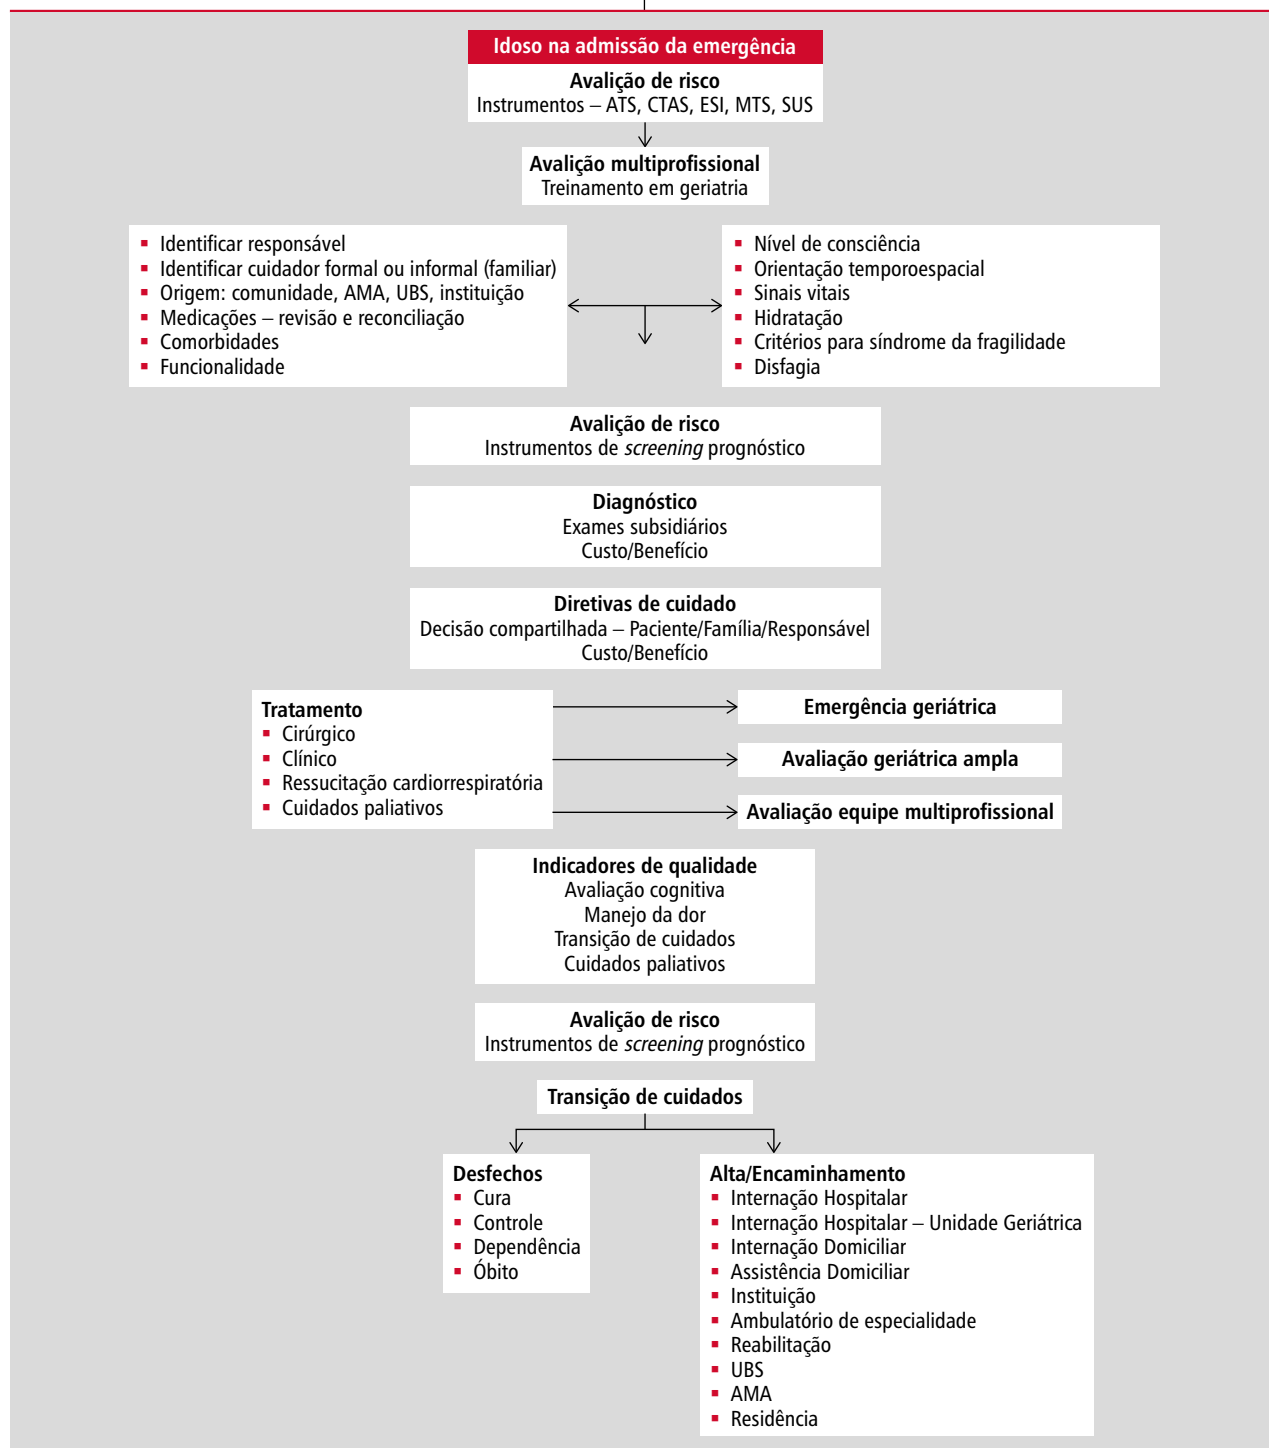 Idoso na admissão da emergência
Avalição de risco
Instrumentos – ATS, CTAS, ESI, MTS, SUS
Avalição multiprofissional
Treinamento em geriatria
Identificar responsável
Identificar cuidador formal ou informal (familiar)
Origem: comunidade, AMA, UBS, instituição
Medicações – revisão e reconciliação
Comorbidades
Funcionalidade
Nível de consciência
Orientação temporoespacial
Sinais vitais
Hidratação
Critérios para síndrome da fragilidade
Disfagia
Avalição de risco
Instrumentos de screening prognóstico
Diagnóstico
Exames subsidiários
Custo/Benefício
Diretivas de cuidado
Decisão compartilhada – Paciente/Família/Responsável
Custo/Benefício
Tratamento
Cirúrgico
Clínico
Ressucitação cardiorrespiratória
Cuidados paliativos
Emergência geriátrica
Avaliação geriátrica ampla
Avaliação equipe multiprofissional
Indicadores de qualidade
Avaliação cognitiva
Manejo da dor
Transição de cuidados
Cuidados paliativos
Avalição de risco
Instrumentos de screening prognóstico
Transição de cuidados
Desfechos
Cura
Controle
Dependência
Óbito
Alta/Encaminhamento
Internação Hospitalar
Internação Hospitalar – Unidade Geriátrica
Internação Domiciliar
Assistência Domiciliar
Instituição
Ambulatório de especialidade
Reabilitação
UBS
AMA
Residência